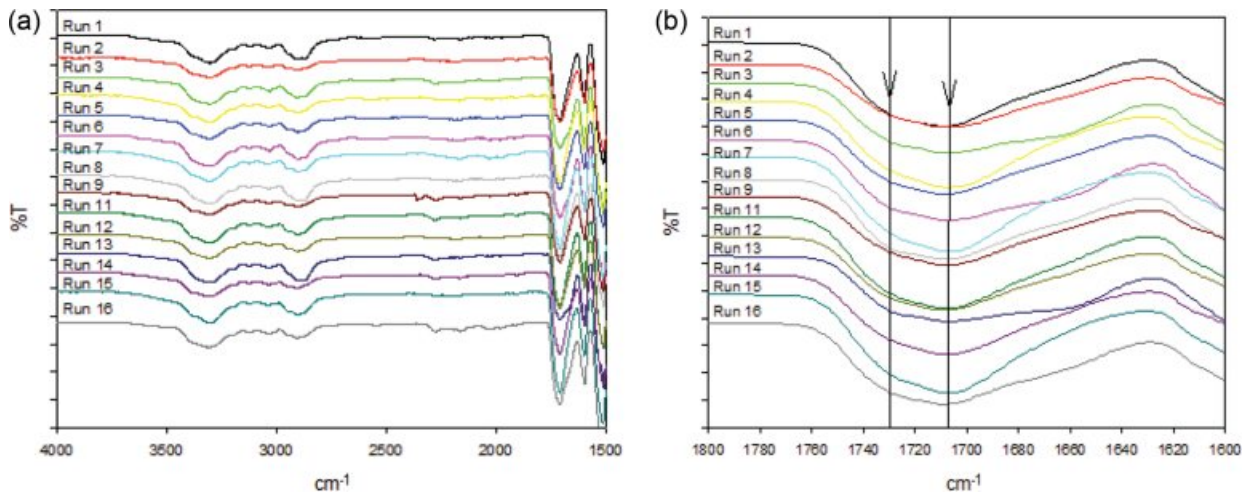 (a)
Run 1
Run 2
Run 3
Run 4
Run 5
Run 6
Run 7
Run 8
Run 9
Run 11
Run 12
Run 13
Run 14
Run 15
Run 16
%T
4000 3500 3000 2500 2000 1500
cm-1
(b)
Run 1
Run 2
Run 3
Run 4
Run 5
Run 6
Run 7
Run 8
Run 9
Run 11
Run 12
Run 13
Run 14
Run 15
Run 16
%T
1800 1780 1760 1740 1720 1700 1680 1660 1640 1620 1600
cm-1